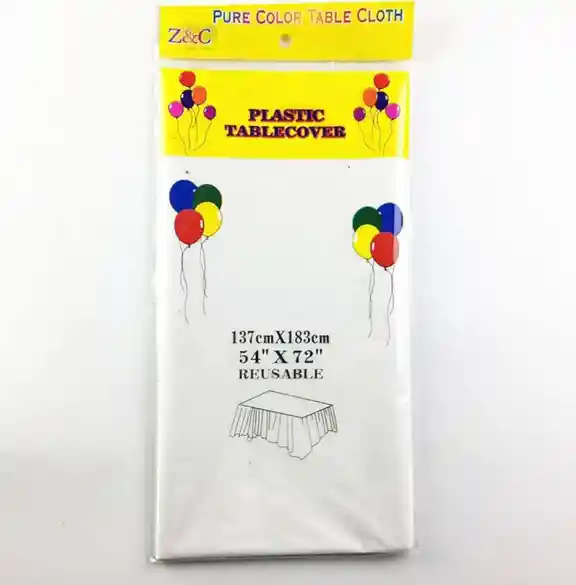 PURE COLOR TABLE CLOTH
Z&C
PLASTIC
TABLECOVER
137cmX183cm
54" X 72"
REUSABLE